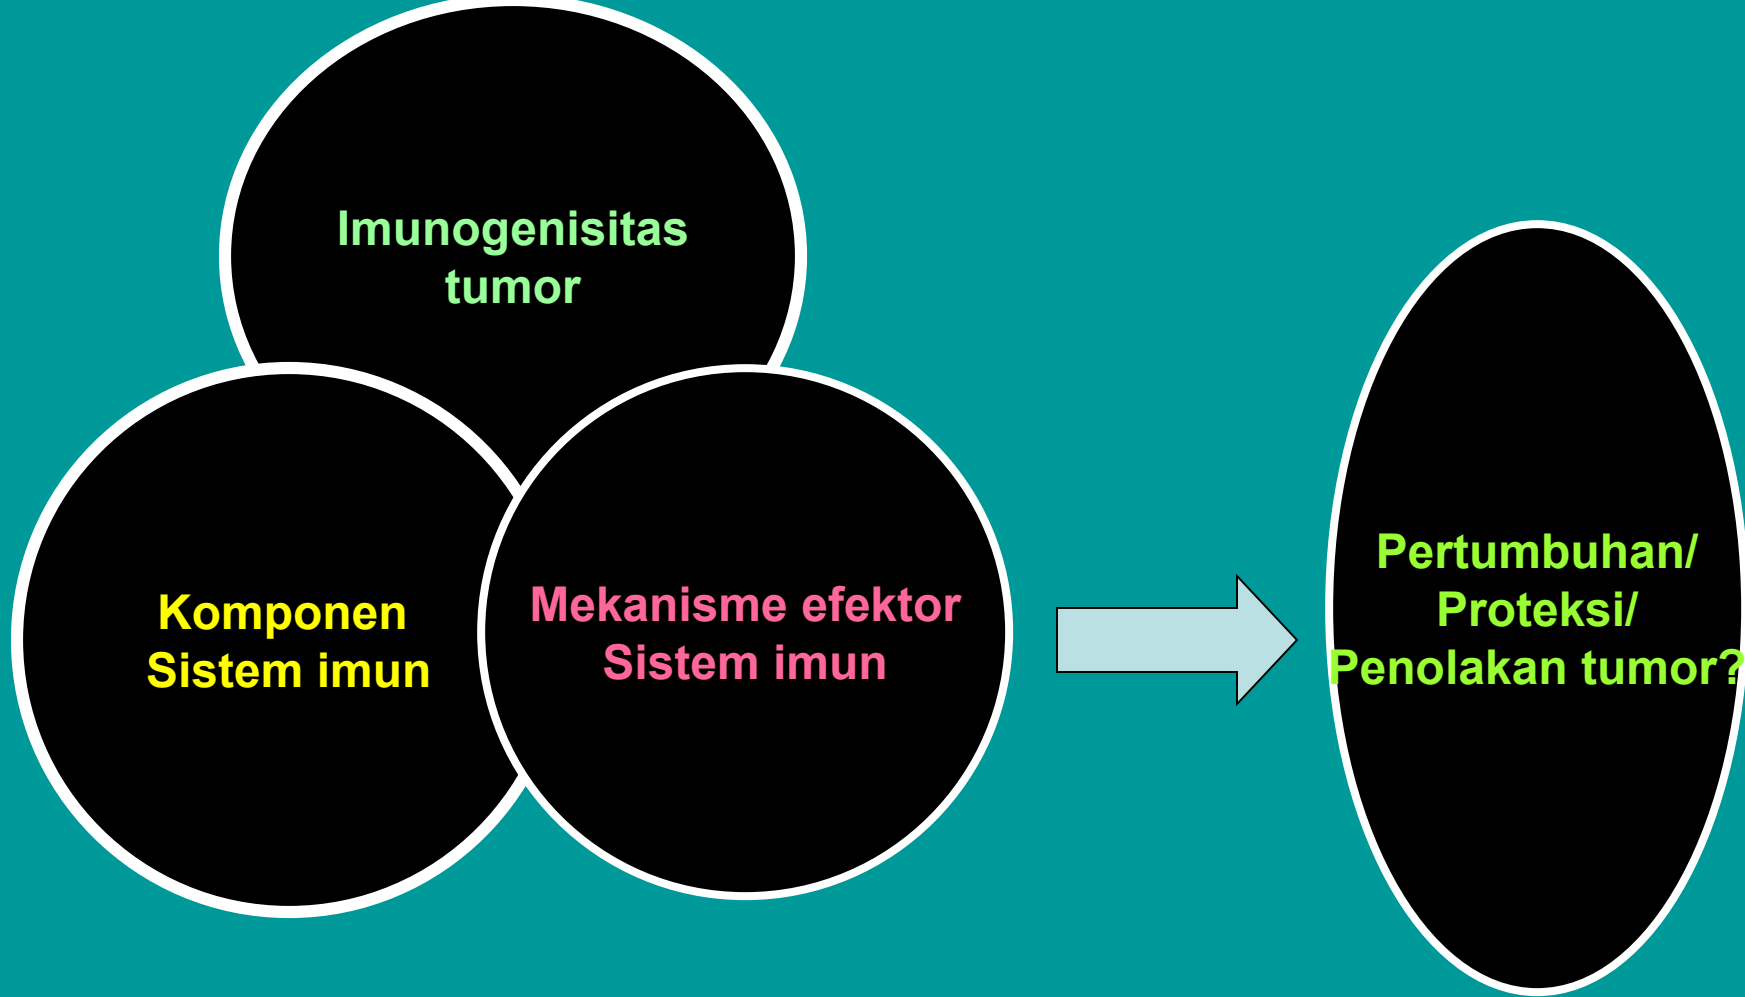 Imunogenisitas
tumor
Komponen
Sistem imun
Mekanisme efektor
Sistem imun
Pertumbuhan/
Proteksi/
Penolakan tumor?